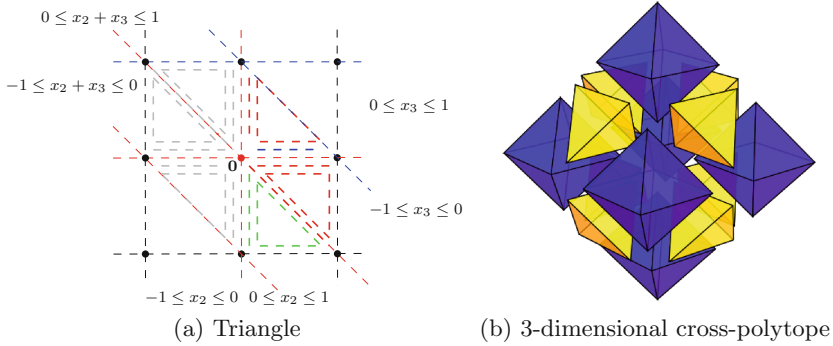 0 ≤ x₂ + x₃ ≤ 1
−1 ≤ x₂ + x₃ ≤ 0
0 ≤ x₃ ≤ 1
0
−1 ≤ x₃ ≤ 0
−1 ≤ x₂ ≤ 0 0 ≤ x₂ ≤ 1
(a) Triangle
(b) 3-dimensional cross-polytope